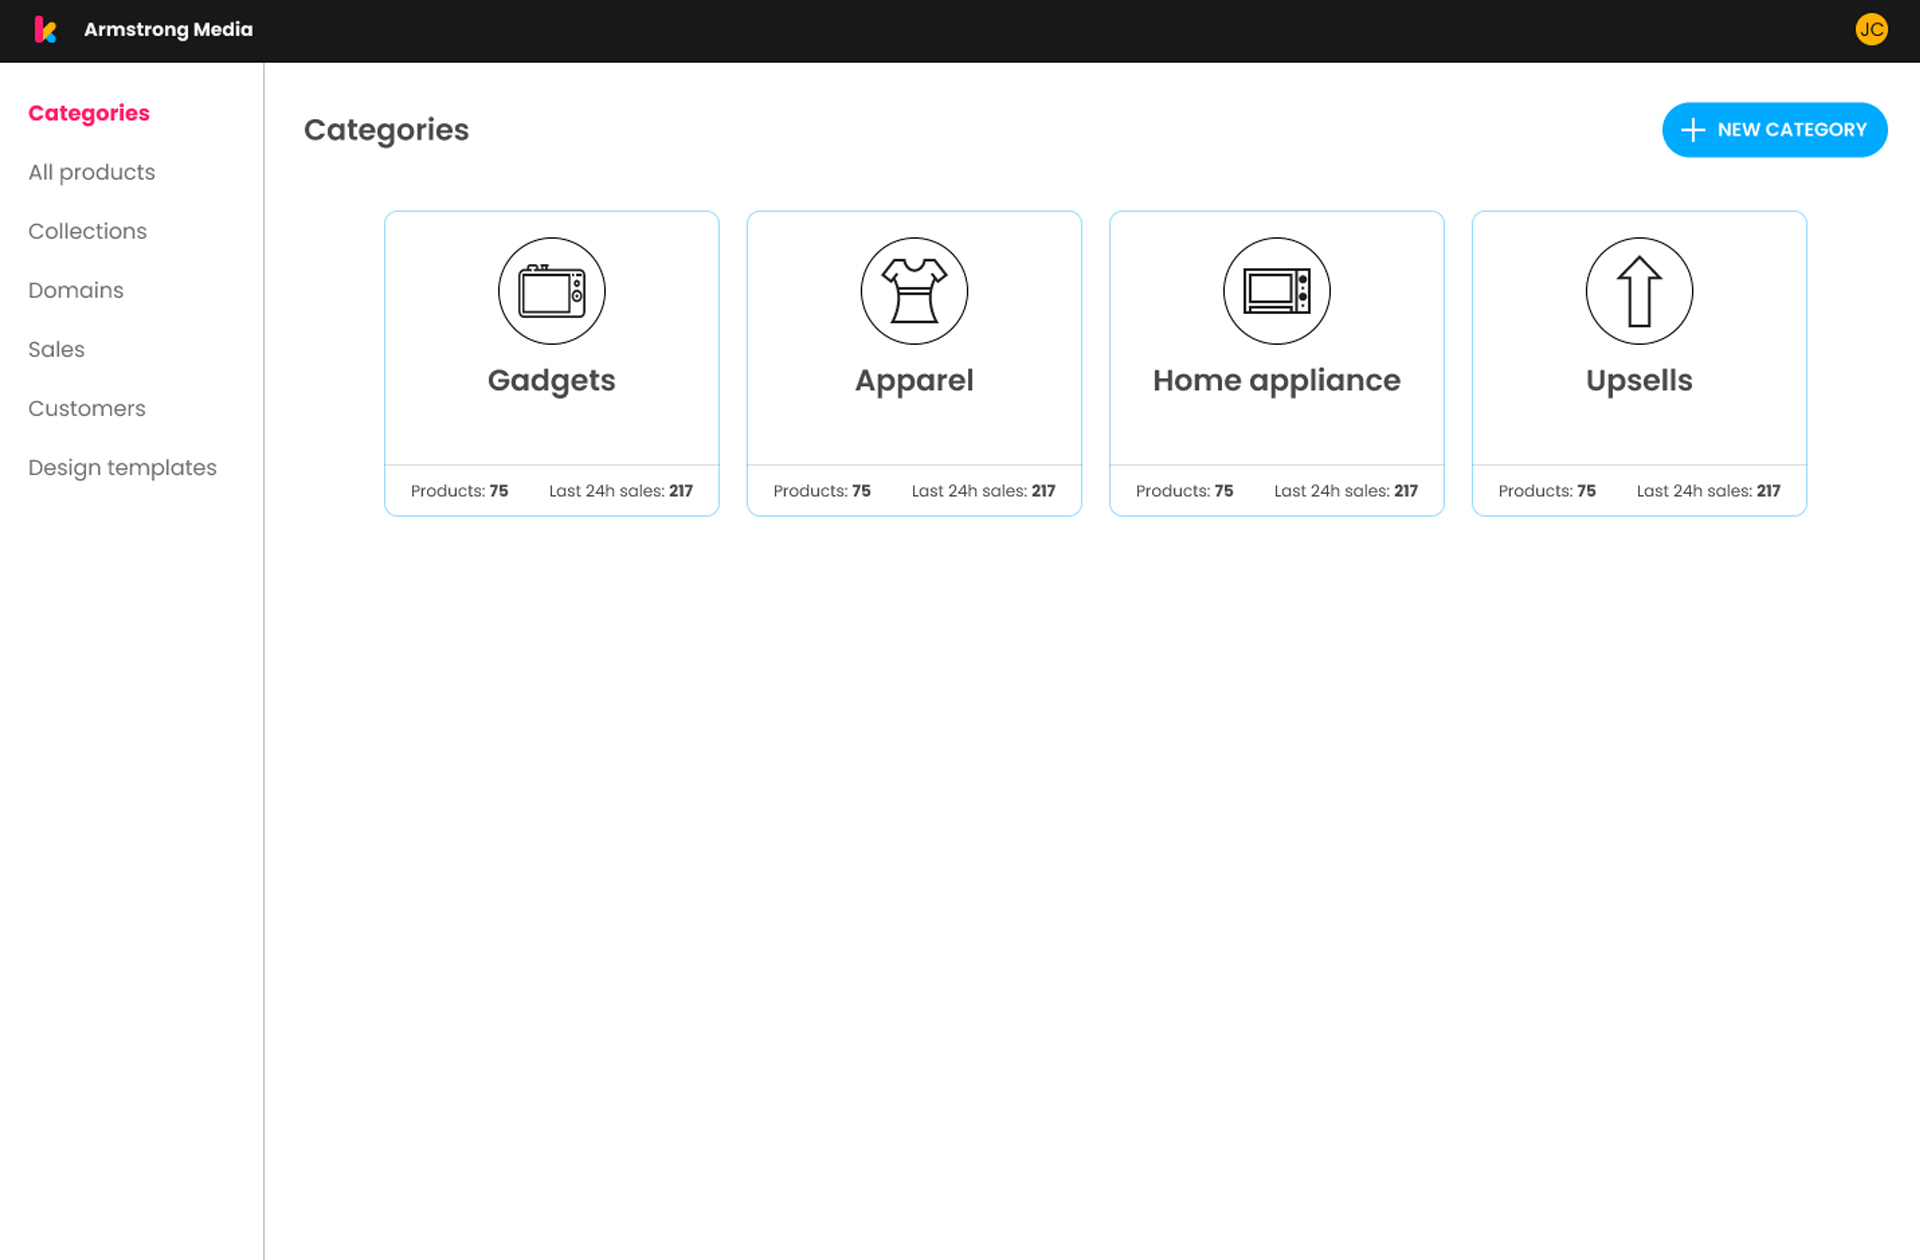 Armstrong Media
JC
Categories
All products
Collections
Domains
Sales
Customers
Design templates
Categories
NEW CATEGORY
Gadgets
Products: 75 Last 24h sales: 217
Apparel
Products: 75 Last 24h sales: 217
Home appliance
Products: 75 Last 24h sales: 217
Upsells
Products: 75 Last 24h sales: 217